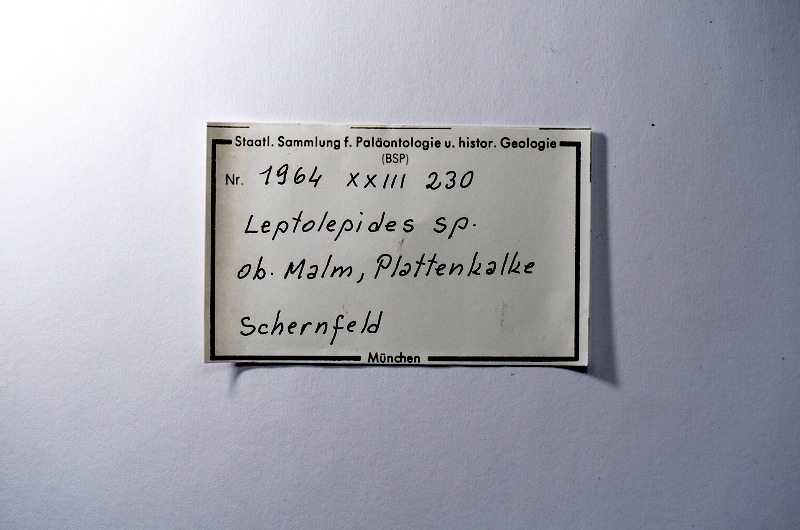 Staatl. Sammlung f. Paläontologie u. histor. Geologie
(BSP)
Nr. 1964 XXIII 230
Leptolepides sp.
ob. Malm, Plattenkalke
Schernfeld
München